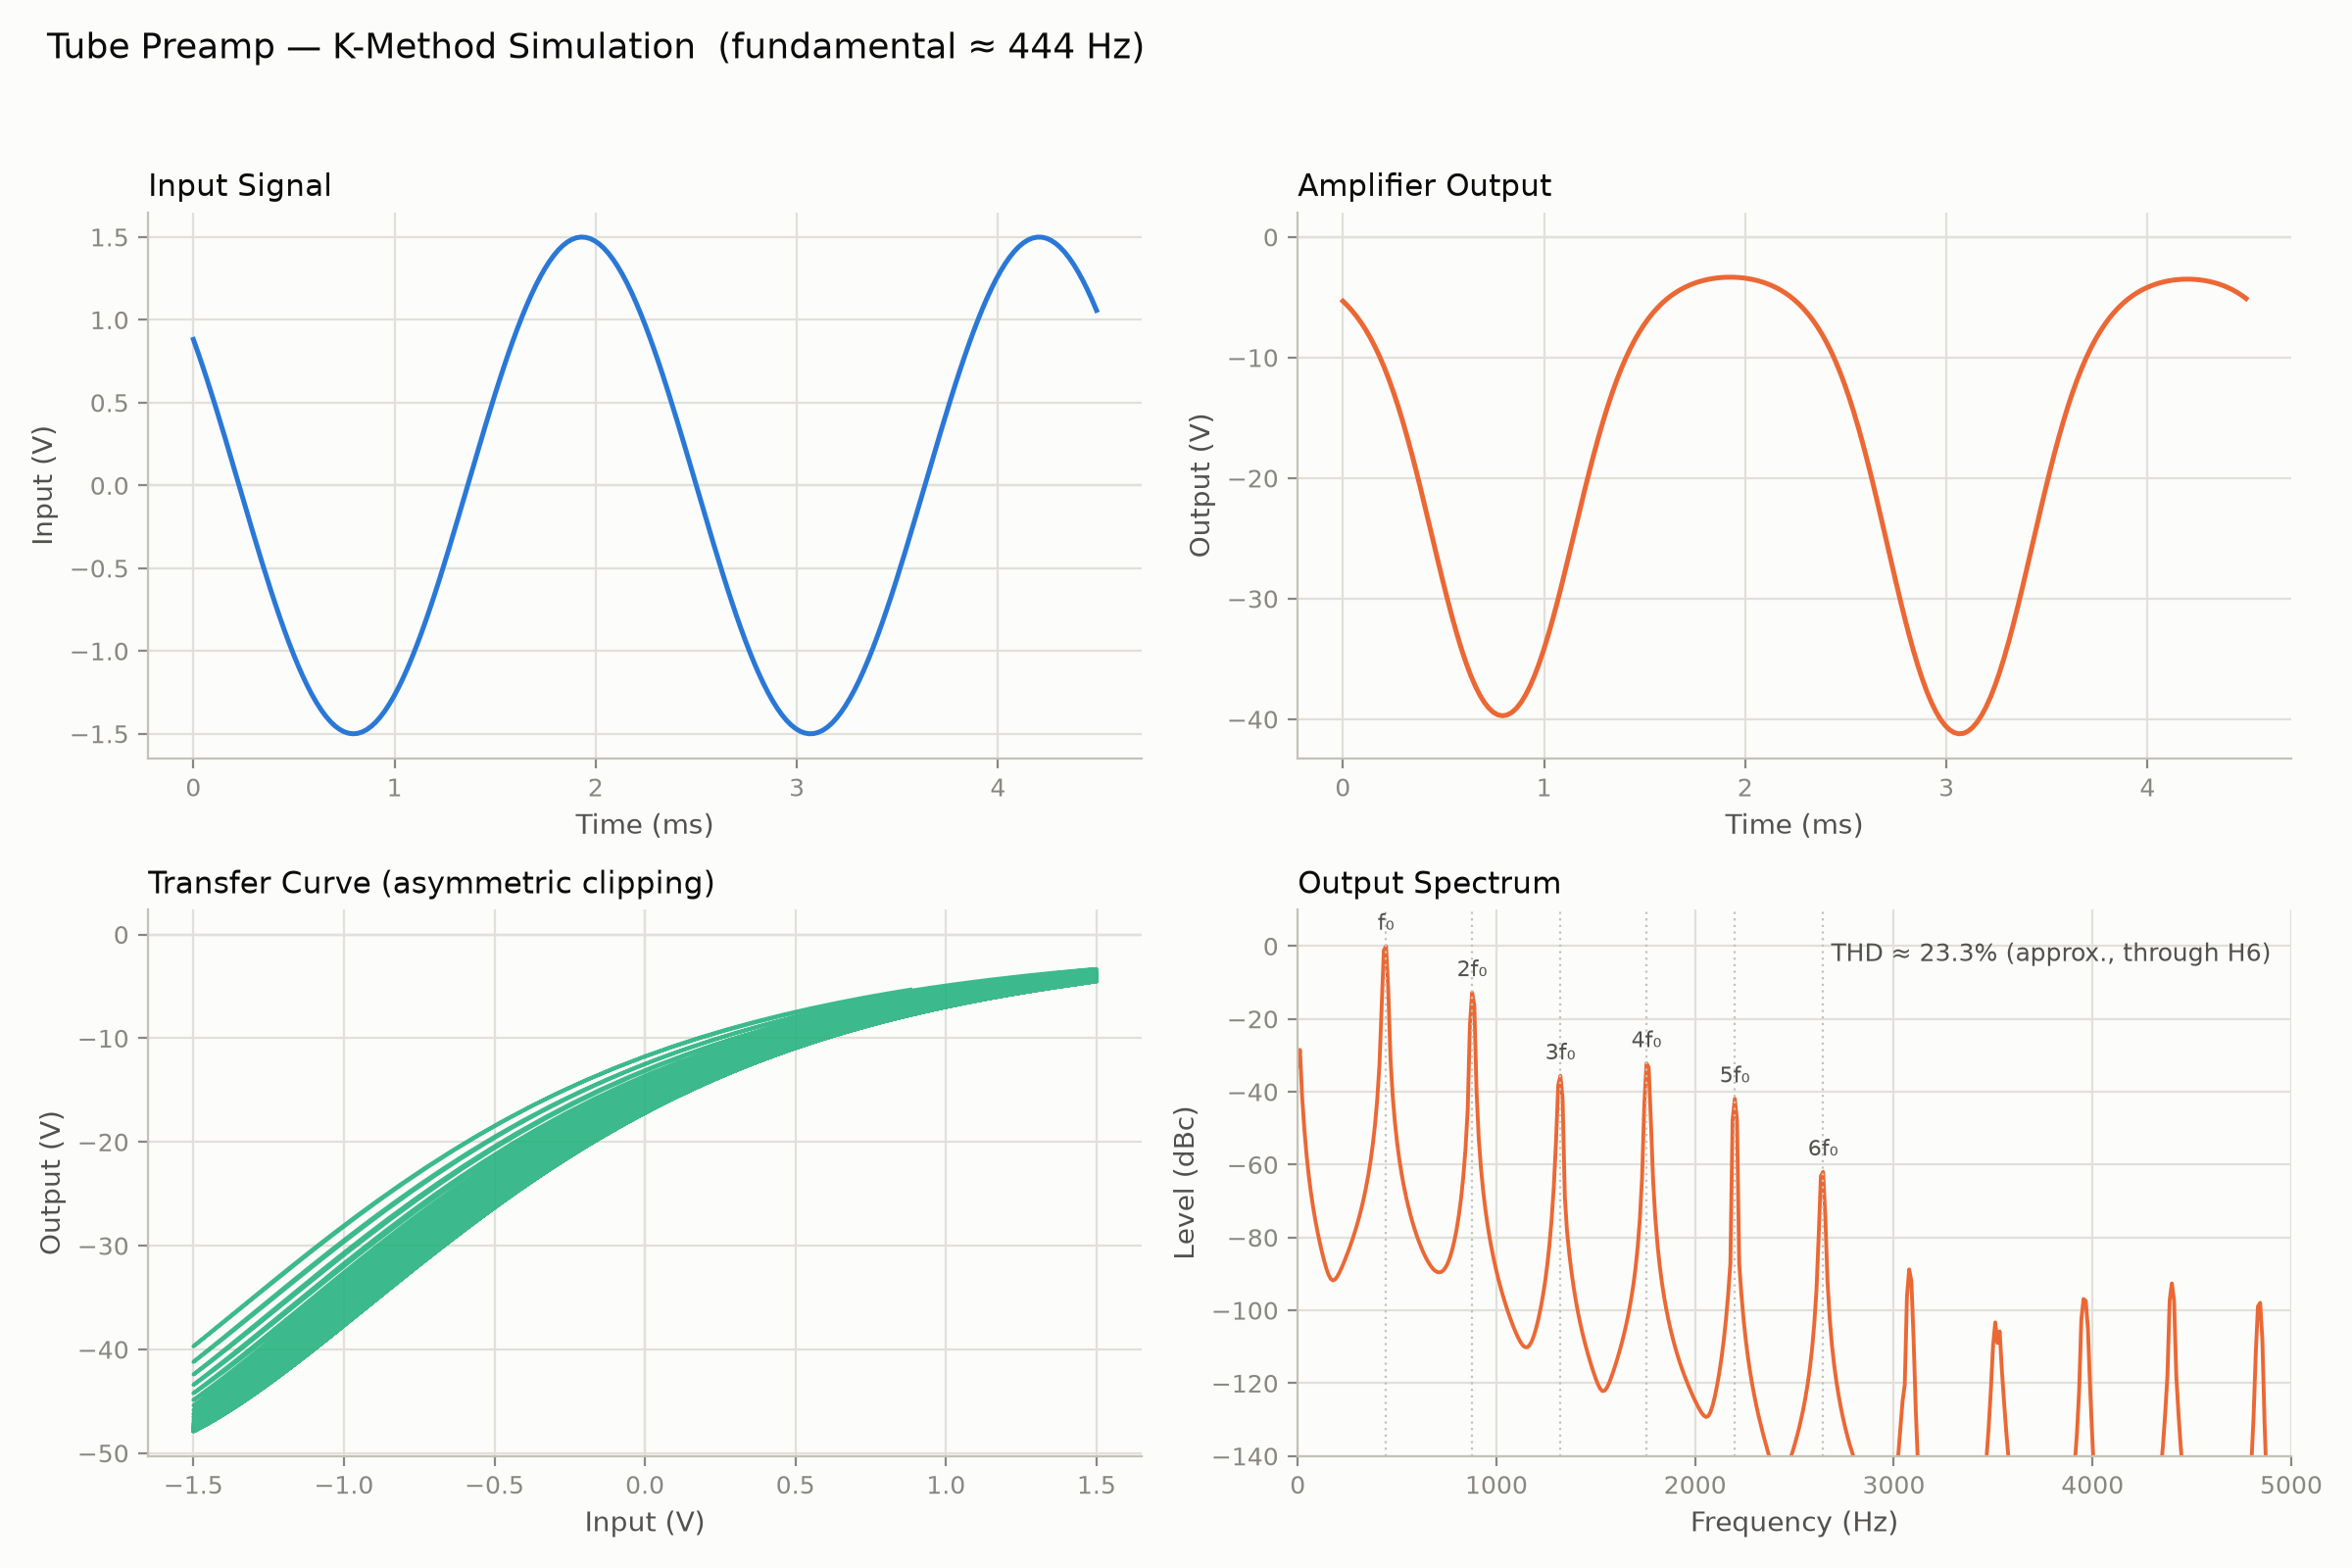 Tube Preamp — K-Method Simulation (fundamental ≈ 444 Hz)
Input Signal
Input (V)
1.5
1.0
0.5
0.0
−0.5
−1.0
−1.5
0 1 2 3 4
Time (ms)
Amplifier Output
Output (V)
0
−10
−20
−30
−40
0 1 2 3 4
Time (ms)
Transfer Curve (asymmetric clipping)
Output (V)
0
−10
−20
−30
−40
−50
−1.5 −1.0 −0.5 0.0 0.5 1.0 1.5
Input (V)
Output Spectrum
Level (dBc)
0
−20
−40
−60
−80
−100
−120
−140
f₀
2f₀
3f₀
4f₀
5f₀
6f₀
THD ≈ 23.3% (approx., through H6)
0 1000 2000 3000 4000 5000
Frequency (Hz)